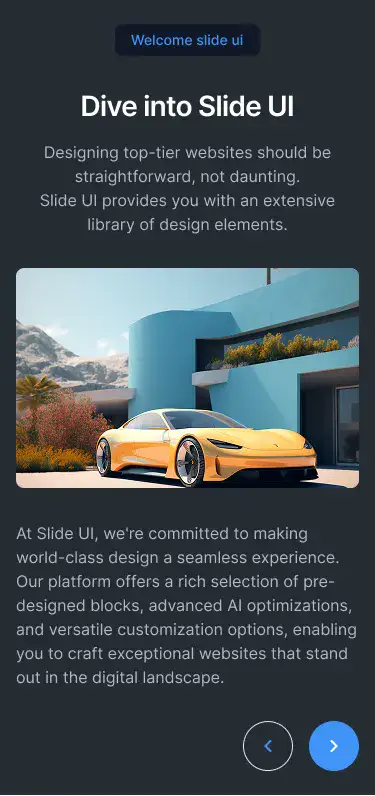 Welcome slide ui
Dive into Slide UI
Designing top-tier websites should be
straightforward, not daunting.
Slide UI provides you with an extensive
library of design elements.
At Slide UI, we're committed to making
world-class design a seamless experience.
Our platform offers a rich selection of pre-
designed blocks, advanced AI optimizations,
and versatile customization options, enabling
you to craft exceptional websites that stand
out in the digital landscape.